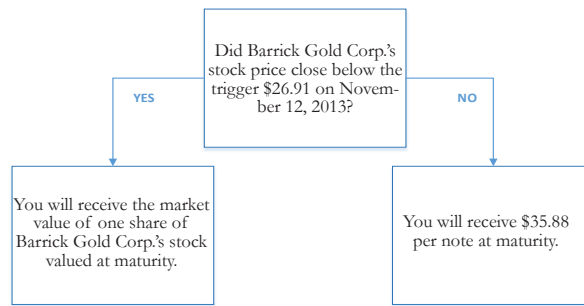 Did Barrick Gold Corp.'s
stock price close below the
trigger $26.91 on Novem-
ber 12, 2013?
YES
NO
You will receive the market
value of one share of
Barrick Gold Corp.'s stock
valued at maturity.
You will receive $35.88
per note at maturity.